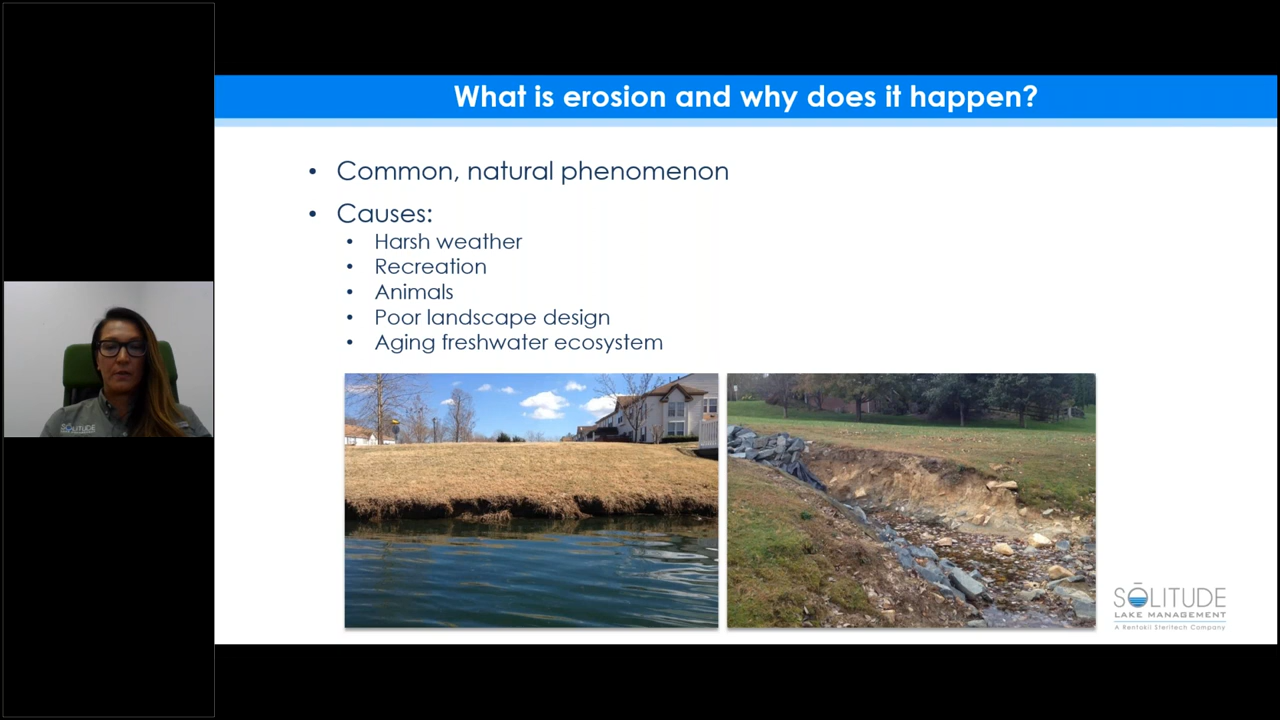 What is erosion and why does it happen?
• Common, natural phenomenon
• Causes:
• Harsh weather
• Recreation
• Animals
• Poor landscape design
• Aging freshwater ecosystem
SOLITUDE
SŌLITUDE
LAKE MANAGEMENT
A Rentokil Steritech Company